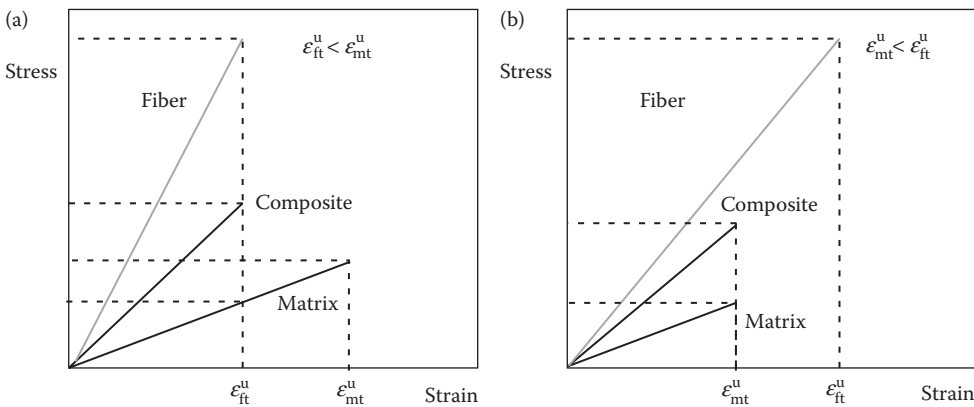 (a)
ε^u_ft < ε^u_mt
Stress
Fiber
Composite
Matrix
ε^u_ft
ε^u_mt
Strain
(b)
ε^u_mt < ε^u_ft
Stress
Fiber
Composite
Matrix
ε^u_mt
ε^u_ft
Strain